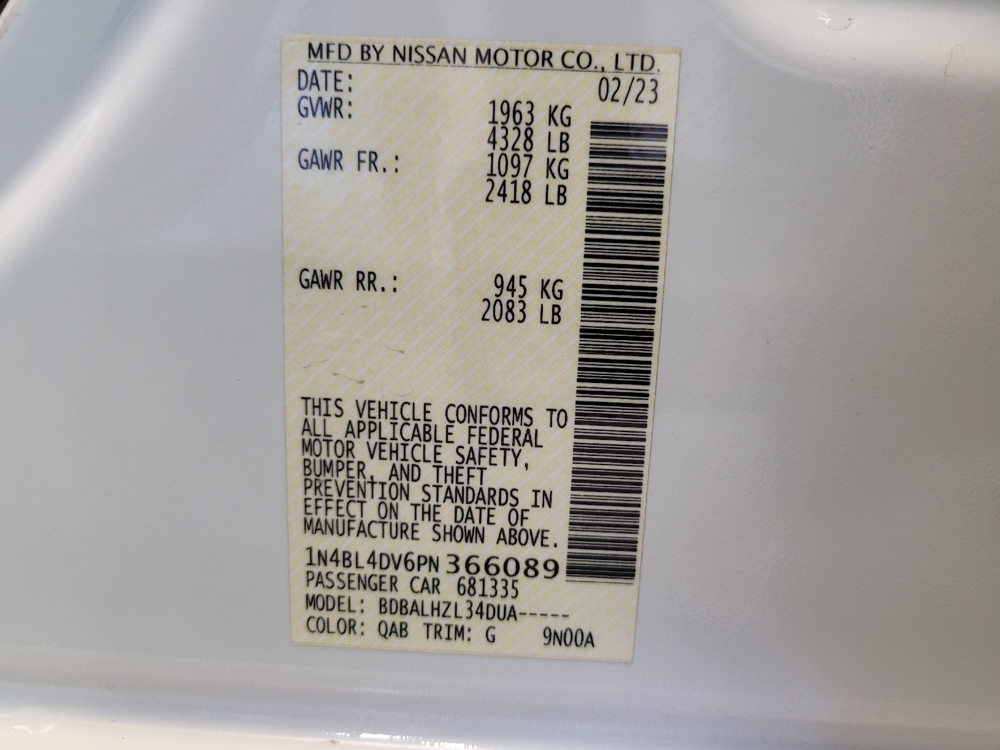 MFD BY NISSAN MOTOR CO., LTD.
DATE: 02/23
GVWR: 1963 KG
4328 LB
GAWR FR.: 1097 KG
2418 LB
GAWR RR.: 945 KG
2083 LB
THIS VEHICLE CONFORMS TO
ALL APPLICABLE FEDERAL
MOTOR VEHICLE SAFETY,
BUMPER, AND THEFT
PREVENTION STANDARDS IN
EFFECT ON THE DATE OF
MANUFACTURE SHOWN ABOVE.
1N4BL4DV6PN 366089
PASSENGER CAR 681335
MODEL: BDBALHZL34DUA-----
COLOR: QAB TRIM: G 9N00A